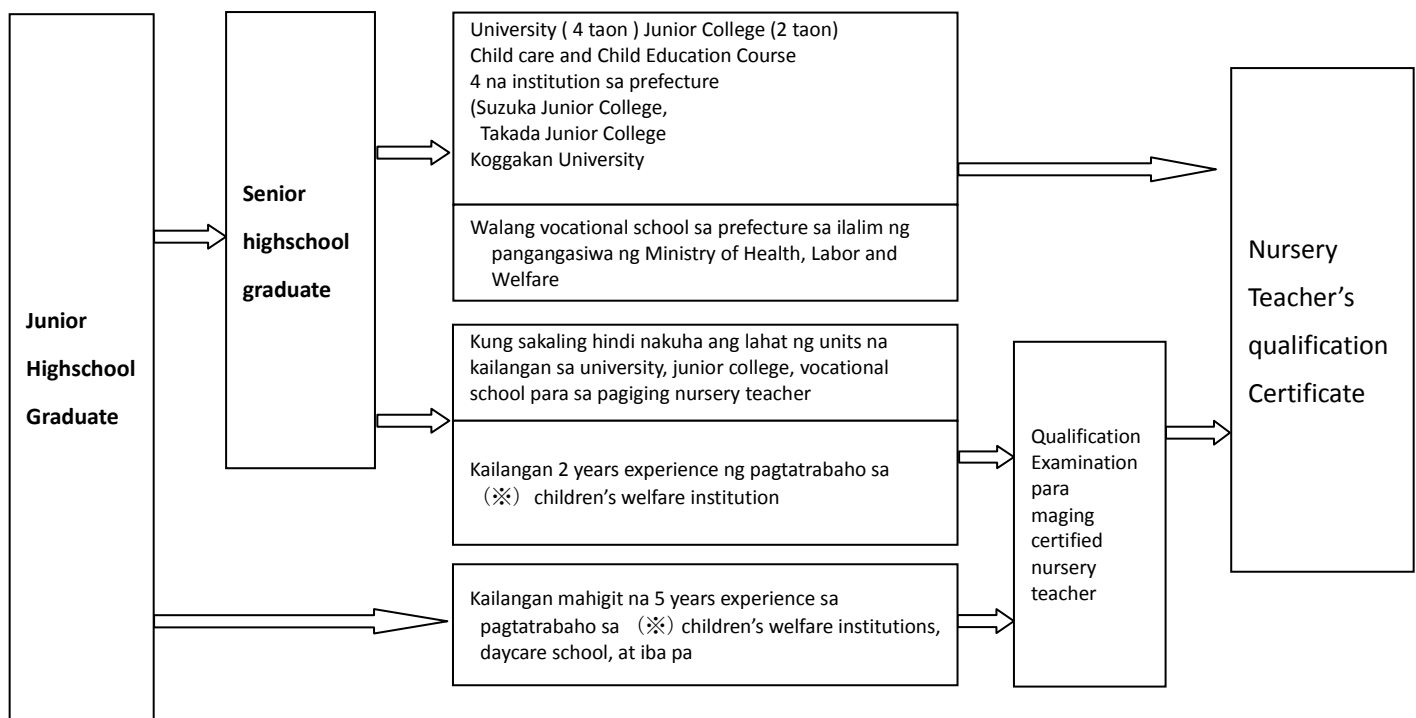 Junior
Highschool
Graduate
Senior
highschool
graduate
University ( 4 taon ) Junior College (2 taon)
Child care and Child Education Course
4 na institution sa prefecture
(Suzuka Junior College,
Takada Junior College
Koggakan University
Walang vocational school sa prefecture sa ilalim ng
pangangasiwa ng Ministry of Health, Labor and
Welfare
Kung sakaling hindi nakuha ang lahat ng units na
kailangan sa university, junior college, vocational
school para sa pagiging nursery teacher
Kailangan 2 years experience ng pagtatrabaho sa
（※）children’s welfare institution
Kailangan mahigit na 5 years experience sa
pagtatrabaho sa （※）children’s welfare institutions,
daycare school, at iba pa
Qualification
Examination
para
maging
certified
nursery
teacher
Nursery
Teacher’s
qualification
Certificate